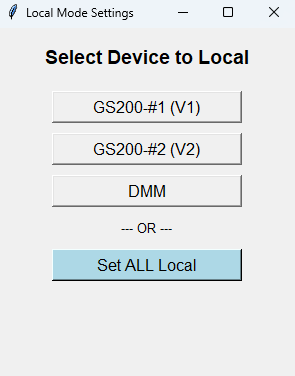 Local Mode Settings
Select Device to Local
GS200-#1 (V1)
GS200-#2 (V2)
DMM
--- OR ---
Set ALL Local